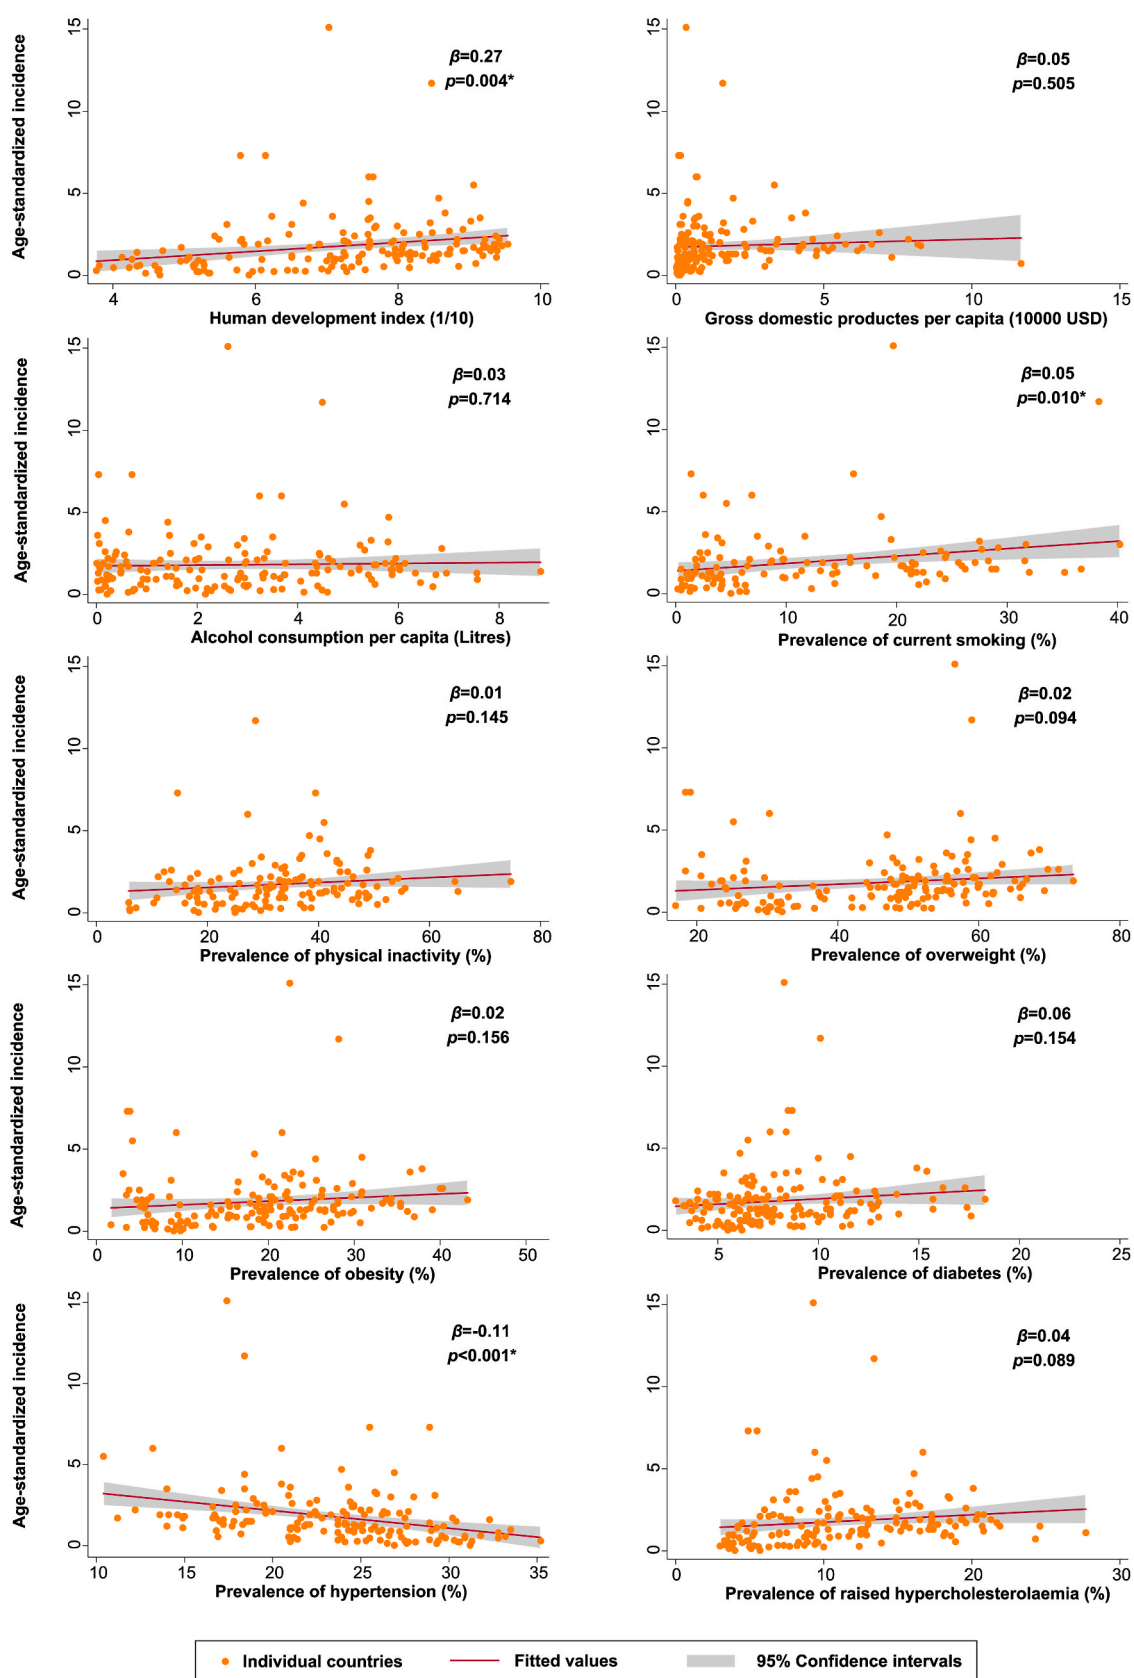 Age-standardized incidence
15
10
5
0
β=0.27
p=0.004*
4 6 8 10
Human development index (1/10)
15
10
5
0
β=0.05
p=0.505
0 5 10 15
Gross domestic productes per capita (10000 USD)
Age-standardized incidence
15
10
5
0
β=0.03
p=0.714
0 2 4 6 8
Alcohol consumption per capita (Litres)
15
10
5
0
β=0.05
p=0.010*
0 10 20 30 40
Prevalence of current smoking (%)
Age-standardized incidence
15
10
5
0
β=0.01
p=0.145
0 20 40 60 80
Prevalence of physical inactivity (%)
15
10
5
0
β=0.02
p=0.094
20 40 60 80
Prevalence of overweight (%)
Age-standardized incidence
15
10
5
0
β=0.02
p=0.156
0 10 20 30 40 50
Prevalence of obesity (%)
15
10
5
0
β=0.06
p=0.154
5 10 15 20 25
Prevalence of diabetes (%)
Age-standardized incidence
15
10
5
0
β=-0.11
p<0.001*
10 15 20 25 30 35
Prevalence of hypertension (%)
15
10
5
0
β=0.04
p=0.089
0 10 20 30
Prevalence of raised hypercholesterolaemia (%)
Individual countries Fitted values 95% Confidence intervals